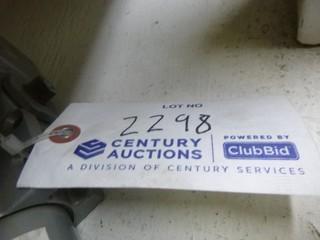 LOT NO
2298
CENTURY AUCTIONS
POWERED BY
ClubBid
A DIVISION OF CENTURY SERVICES